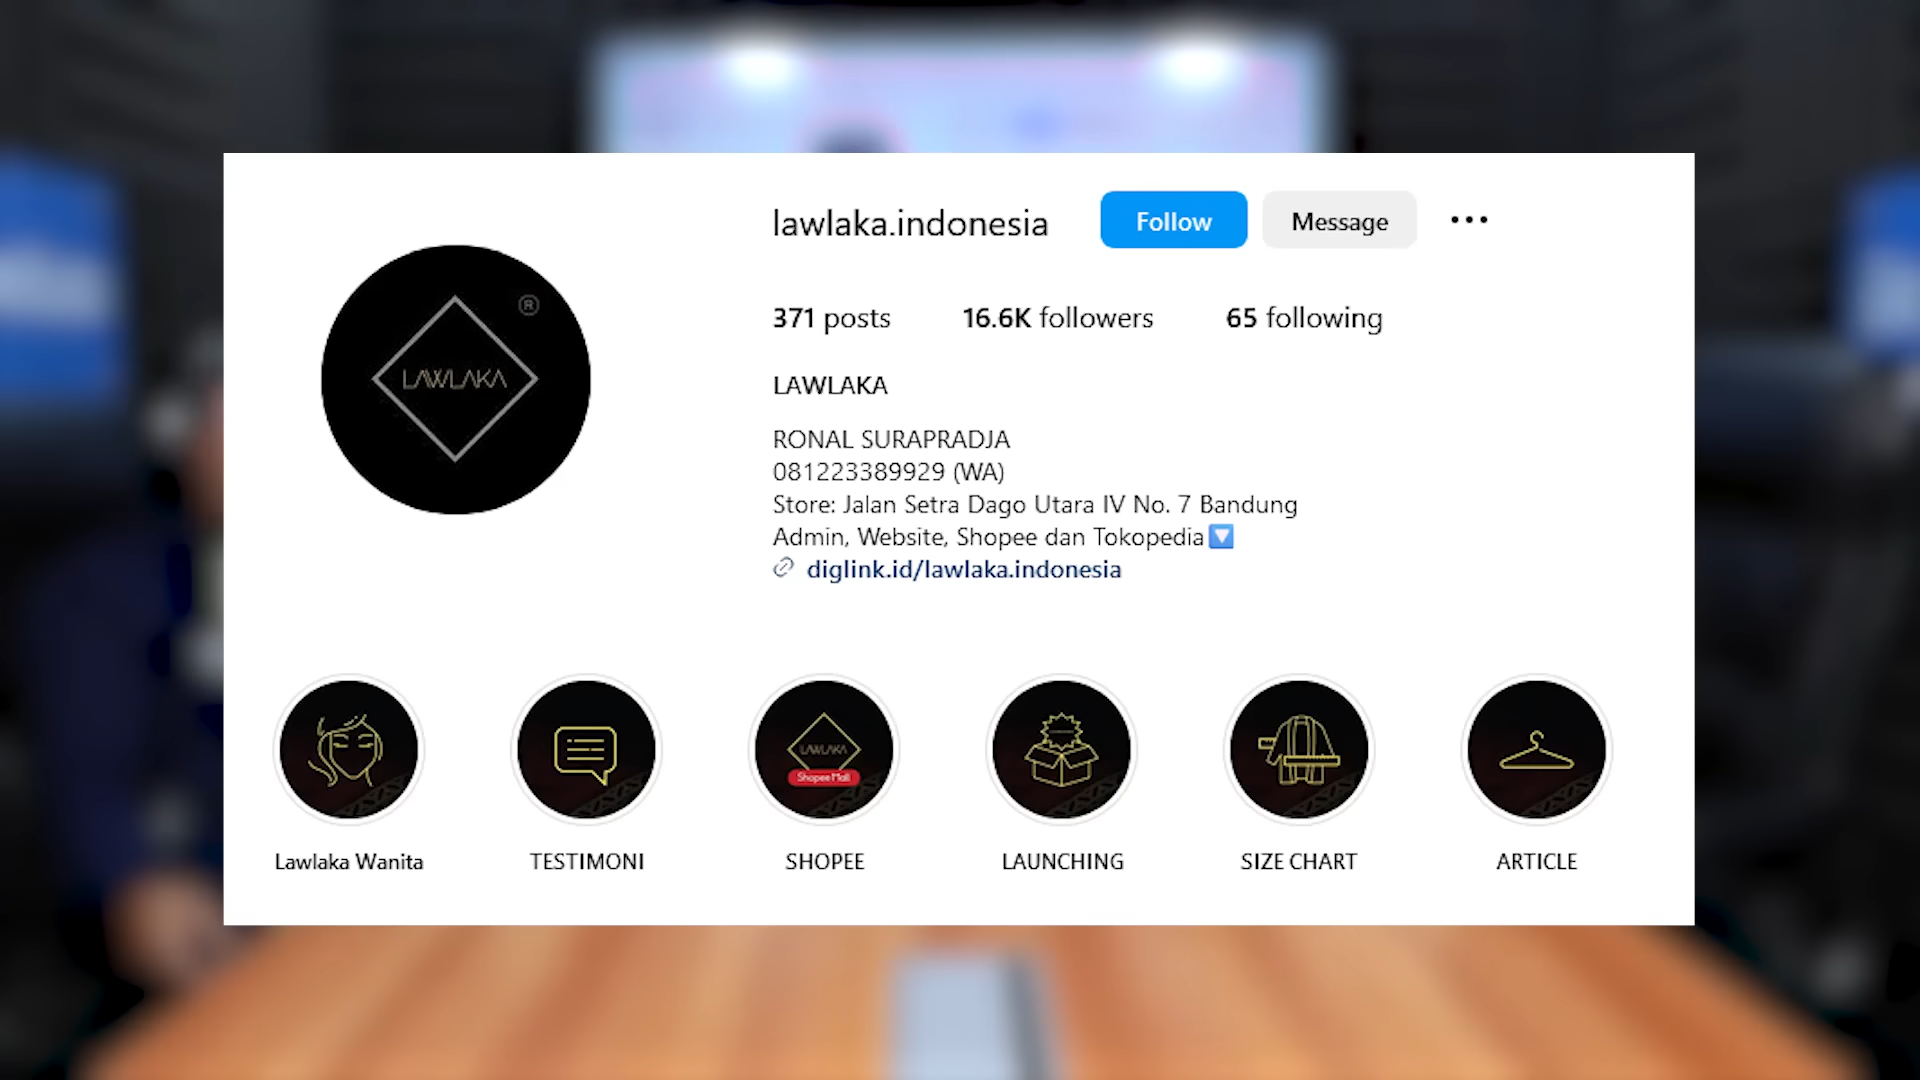 lawlaka.indonesia
Follow
Message
371 posts
16.6K followers
65 following
LAWLAKA
RONAL SURAPRADJA
081223389929 (WA)
Store: Jalan Setra Dago Utara IV No. 7 Bandung
Admin, Website, Shopee dan Tokopedia
diglink.id/lawlaka.indonesia
LAWLAKA
®
LAWLAKA
Shopee Mall
Lawlaka Wanita
TESTIMONI
SHOPEE
LAUNCHING
SIZE CHART
ARTICLE